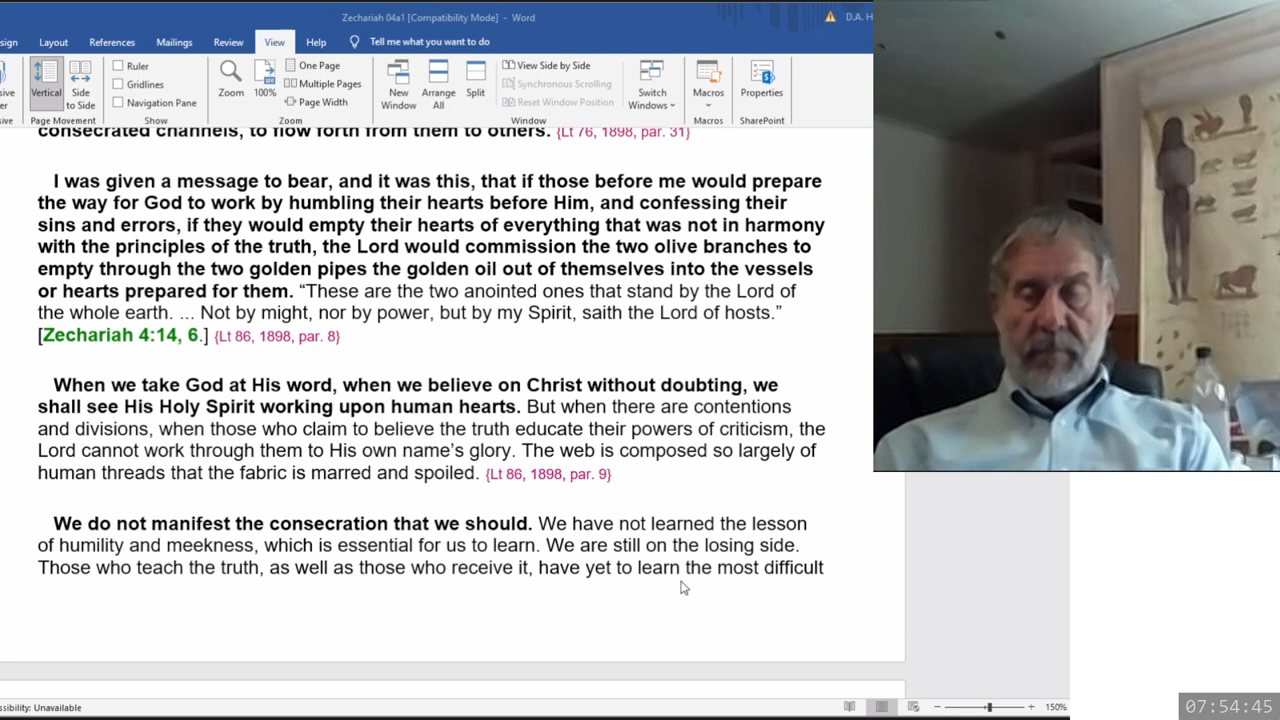 Zechariah 04a1 [Compatibility Mode] - Word
D.A. H
sign Layout References Mailings Review View Help Tell me what you want to do
Vertical
Side to Side
Page Movement
Ruler
Gridlines
Navigation Pane
Show
Zoom
100%
One Page
Multiple Pages
Page Width
Zoom
New Window
Arrange All
Split
View Side by Side
Synchronous Scrolling
Reset Window Position
Window
Switch Windows
Macros
Macros
Properties
SharePoint
consecrated channels, to flow forth from them to others. {Lt 76, 1898, par. 31}
I was given a message to bear, and it was this, that if those before me would prepare
the way for God to work by humbling their hearts before Him, and confessing their
sins and errors, if they would empty their hearts of everything that was not in harmony
with the principles of the truth, the Lord would commission the two olive branches to
empty through the two golden pipes the golden oil out of themselves into the vessels
or hearts prepared for them. “These are the two anointed ones that stand by the Lord of
the whole earth. ... Not by might, nor by power, but by my Spirit, saith the Lord of hosts.”
[Zechariah 4:14, 6.] {Lt 86, 1898, par. 8}
When we take God at His word, when we believe on Christ without doubting, we
shall see His Holy Spirit working upon human hearts. But when there are contentions
and divisions, when those who claim to believe the truth educate their powers of criticism, the
Lord cannot work through them to His own name’s glory. The web is composed so largely of
human threads that the fabric is marred and spoiled. {Lt 86, 1898, par. 9}
We do not manifest the consecration that we should. We have not learned the lesson
of humility and meekness, which is essential for us to learn. We are still on the losing side.
Those who teach the truth, as well as those who receive it, have yet to learn the most difficult
ssibility: Unavailable
150%
07:54:45